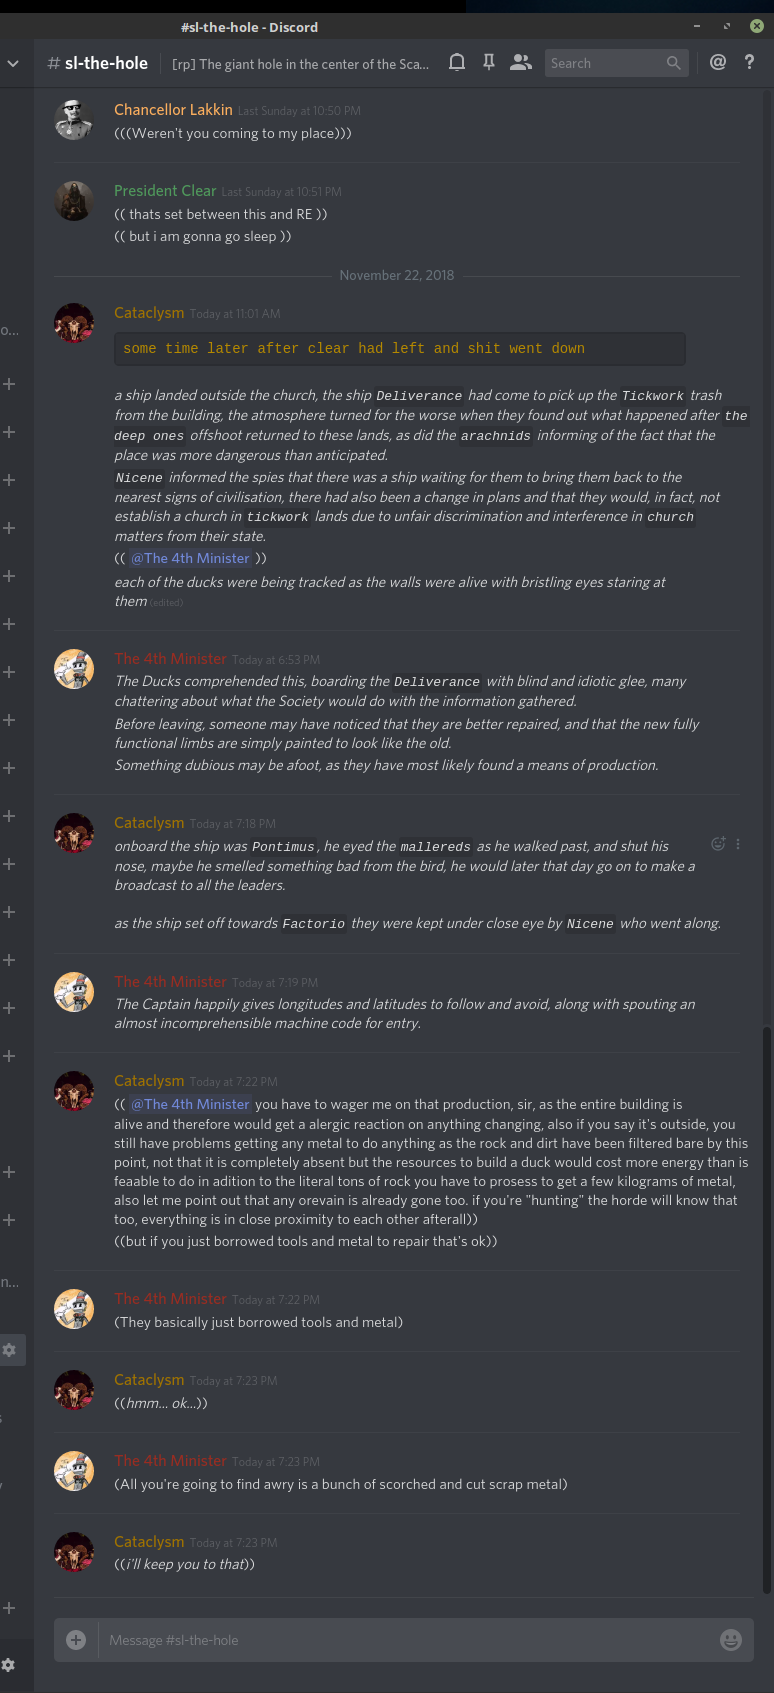 #sl-the-hole - Discord
# sl-the-hole [rp] The giant hole in the center of the Sca... Search @ ?
Chancellor Lakkin Last Sunday at 10:50 PM
(((Weren't you coming to my place)))
President Clear Last Sunday at 10:51 PM
(( thats set between this and RE ))
(( but i am gonna go sleep ))
November 22, 2018
Cataclysm Today at 11:01 AM
some time later after clear had left and shit went down
o...
a ship landed outside the church, the ship Deliverance had come to pick up the Tickwork trash
from the building, the atmosphere turned for the worse when they found out what happened after the
deep ones offshoot returned to these lands, as did the arachnids informing of the fact that the
place was more dangerous than anticipated.
Nicene informed the spies that there was a ship waiting for them to bring them back to the
nearest signs of civilisation, there had also been a change in plans and that they would, in fact, not
establish a church in tickwork lands due to unfair discrimination and interference in church
matters from their state.
(( @The 4th Minister ))
each of the ducks were being tracked as the walls were alive with bristling eyes staring at
them (edited)
The 4th Minister Today at 6:53 PM
The Ducks comprehended this, boarding the Deliverance with blind and idiotic glee, many
chattering about what the Society would do with the information gathered.
Before leaving, someone may have noticed that they are better repaired, and that the new fully
functional limbs are simply painted to look like the old.
Something dubious may be afoot, as they have most likely found a means of production.
Cataclysm Today at 7:18 PM
onboard the ship was Pontimus, he eyed the mallereds as he walked past, and shut his
nose, maybe he smelled something bad from the bird, he would later that day go on to make a
broadcast to all the leaders.
as the ship set off towards Factorio they were kept under close eye by Nicene who went along.
The 4th Minister Today at 7:19 PM
The Captain happily gives longitudes and latitudes to follow and avoid, along with spouting an
almost incomprehensible machine code for entry.
Cataclysm Today at 7:22 PM
(( @The 4th Minister you have to wager me on that production, sir, as the entire building is
alive and therefore would get a alergic reaction on anything changing, also if you say it's outside, you
still have problems getting any metal to do anything as the rock and dirt have been filtered bare by this
point, not that it is completely absent but the resources to build a duck would cost more energy than is
feaable to do in adition to the literal tons of rock you have to prosess to get a few kilograms of metal,
also let me point out that any orevain is already gone too. if you're "hunting" the horde will know that
too, everything is in close proximity to each other afterall))
((but if you just borrowed tools and metal to repair that's ok))
n...
The 4th Minister Today at 7:22 PM
(They basically just borrowed tools and metal)
Cataclysm Today at 7:23 PM
((hmm... ok...))
The 4th Minister Today at 7:23 PM
(All you're going to find awry is a bunch of scorched and cut scrap metal)
Cataclysm Today at 7:23 PM
((i'll keep you to that))
Message #sl-the-hole